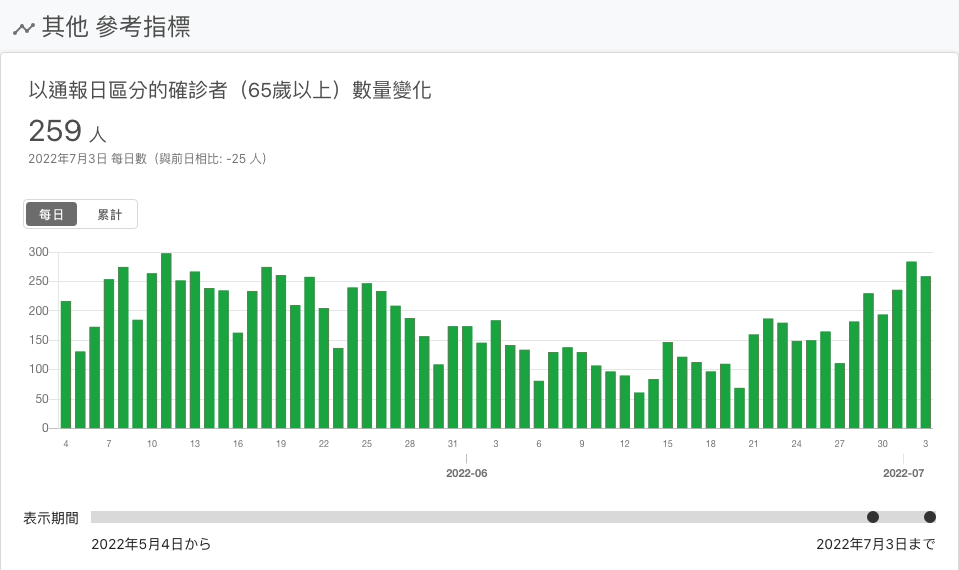 其他 參考指標
以通報日區分的確診者（65歲以上）數量變化
259 人
2022年7月3日 每日數（與前日相比: -25 人）
每日 累計
300
250
200
150
100
50
0
4 7 10 13 16 19 22 25 28 31 3 6 9 12 15 18 21 24 27 30 3
2022-06 2022-07
表示期間
2022年5月4日から 2022年7月3日まで